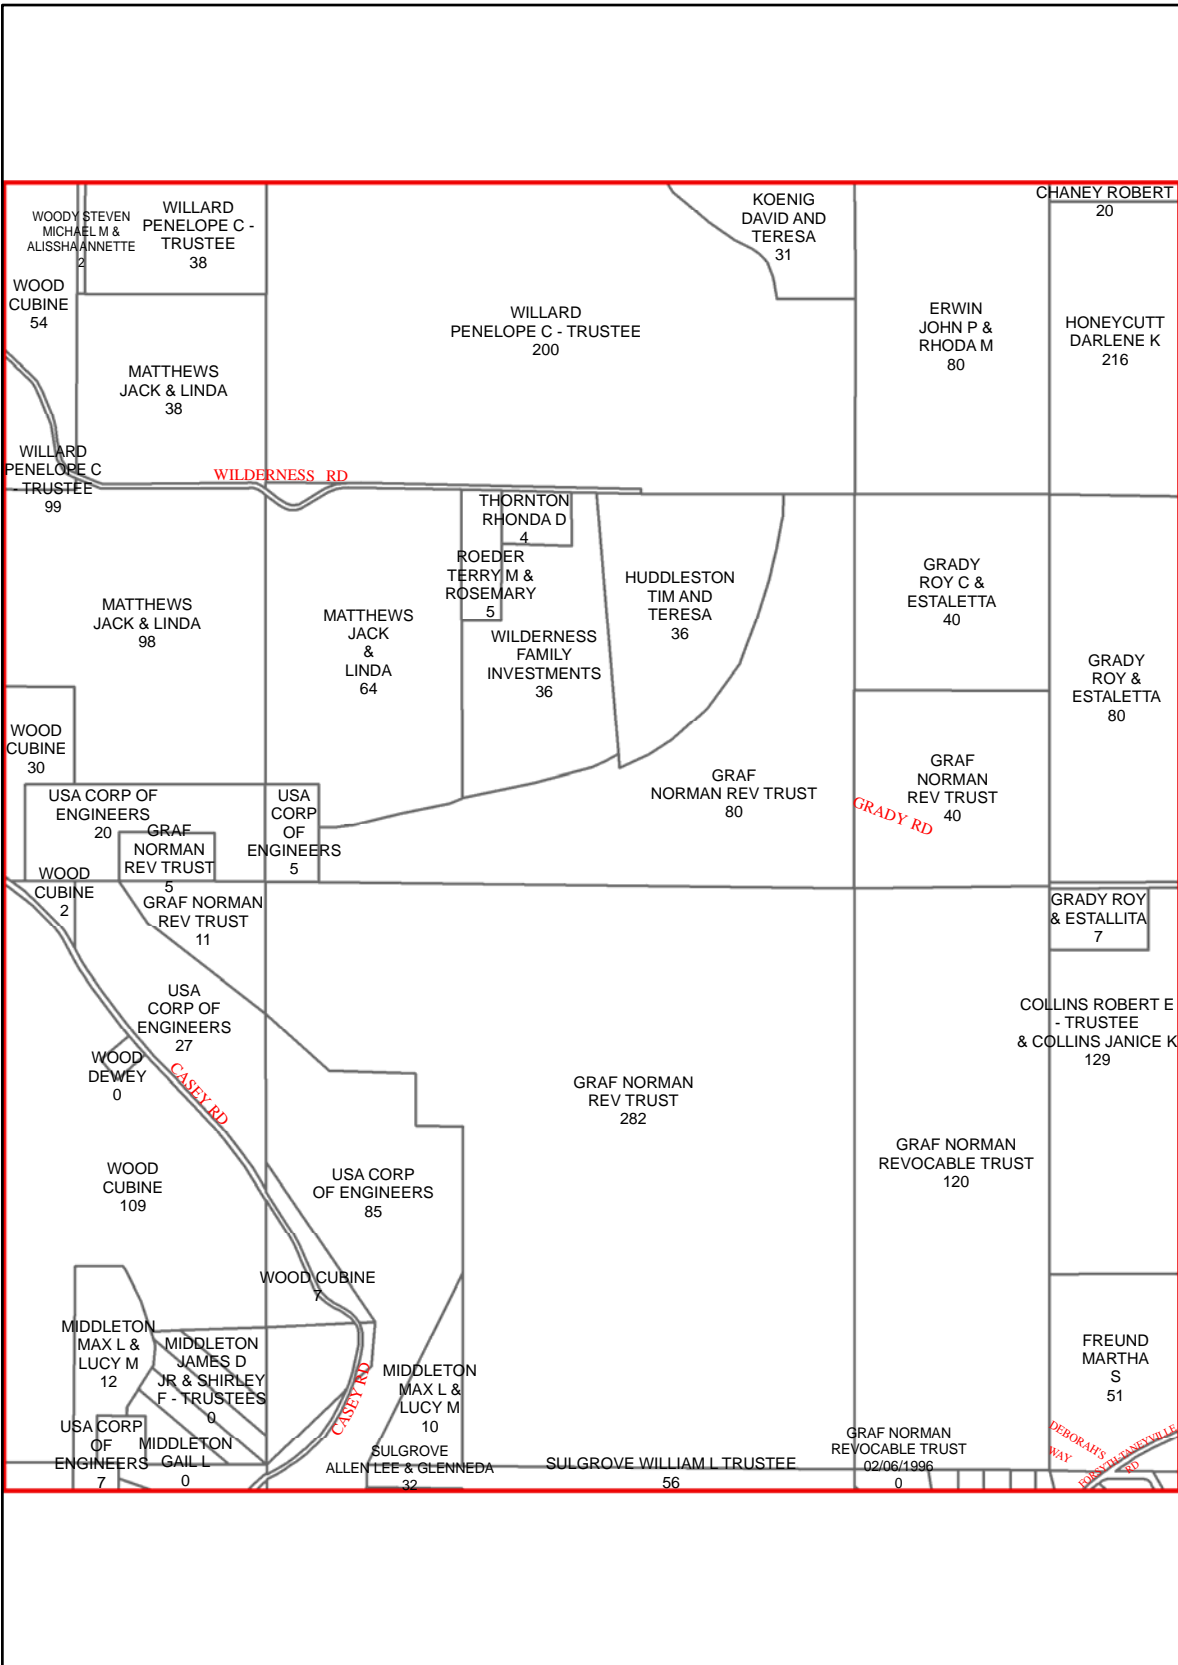 WOODY STEVEN
MICHAEL M &
ALISSHA ANNETTE
2
WILLARD
PENELOPE C -
TRUSTEE
38
KOENIG
DAVID AND
TERESA
31
CHANEY ROBERT
20
WOOD
CUBINE
54
WILLARD
PENELOPE C - TRUSTEE
200
ERWIN
JOHN P &
RHODA M
80
HONEYCUTT
DARLENE K
216
MATTHEWS
JACK & LINDA
38
WILLARD
PENELOPE C
- TRUSTEE
99
WILDERNESS RD
THORNTON
RHONDA D
4
ROEDER
TERRY M &
ROSEMARY
5
HUDDLESTON
TIM AND
TERESA
36
GRADY
ROY C &
ESTALETTA
40
MATTHEWS
JACK & LINDA
98
MATTHEWS
JACK
&
LINDA
64
WILDERNESS
FAMILY
INVESTMENTS
36
GRADY
ROY &
ESTALETTA
80
WOOD
CUBINE
30
GRAF
NORMAN REV TRUST
80
GRAF
NORMAN
REV TRUST
40
GRADY RD
USA CORP OF
ENGINEERS
20
USA
CORP
OF
ENGINEERS
5
GRAF
NORMAN
REV TRUST
5
WOOD
CUBINE
2
GRAF NORMAN
REV TRUST
11
GRADY ROY
& ESTALLITA
7
USA
CORP OF
ENGINEERS
27
COLLINS ROBERT E
- TRUSTEE
& COLLINS JANICE K
129
WOOD
DEWEY
0
CASEY RD
GRAF NORMAN
REV TRUST
282
GRAF NORMAN
REVOCABLE TRUST
120
WOOD
CUBINE
109
USA CORP
OF ENGINEERS
85
WOOD CUBINE
7
MIDDLETON
MAX L &
LUCY M
12
MIDDLETON
JAMES D
JR & SHIRLEY
F - TRUSTEES
0
MIDDLETON
MAX L &
LUCY M
10
CASEY RD
FREUND
MARTHA
S
51
USA CORP
OF
ENGINEERS
7
MIDDLETON
GAIL L
0
SULGROVE
ALLEN LEE & GLENNEDA
32
SULGROVE WILLIAM L TRUSTEE
56
GRAF NORMAN
REVOCABLE TRUST
02/06/1996
0
DEBORAH'S
WAY
FORSYTH-TANEYVILLE
RD